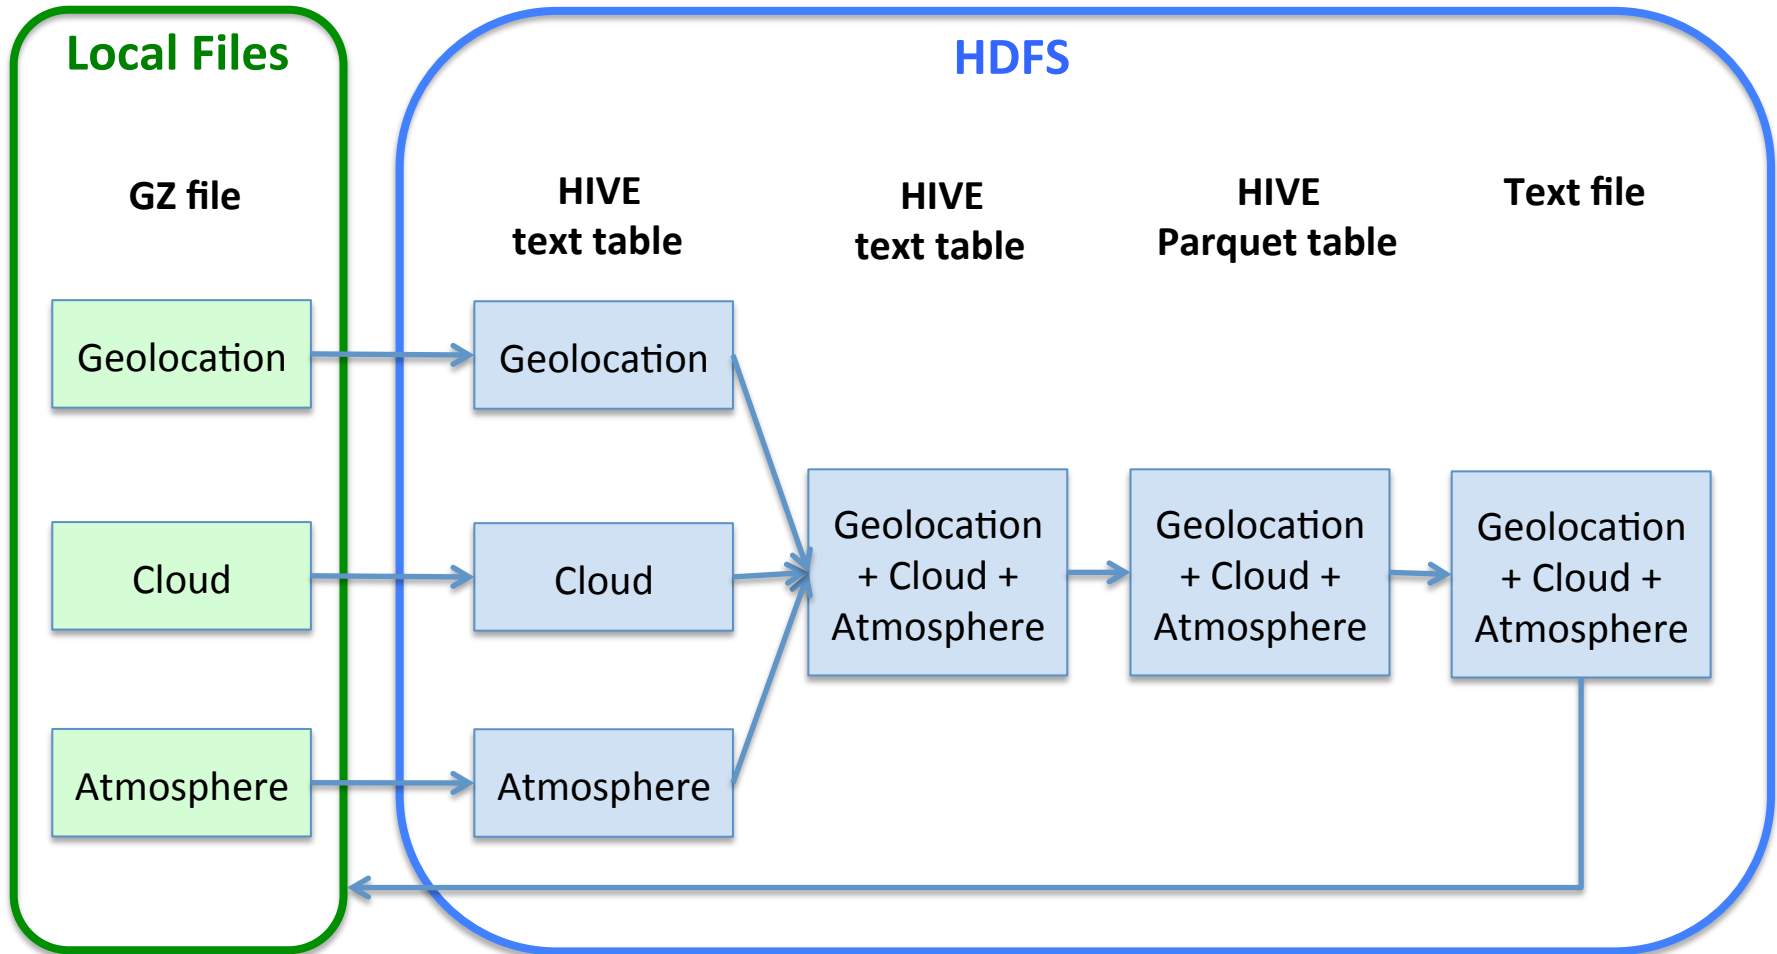 Local Files
HDFS
GZ file
HIVE
text table
HIVE
text table
HIVE
Parquet table
Text file
Geolocation
Geolocation
Cloud
Cloud
Geolocation
+ Cloud +
Atmosphere
Geolocation
+ Cloud +
Atmosphere
Geolocation
+ Cloud +
Atmosphere
Atmosphere
Atmosphere